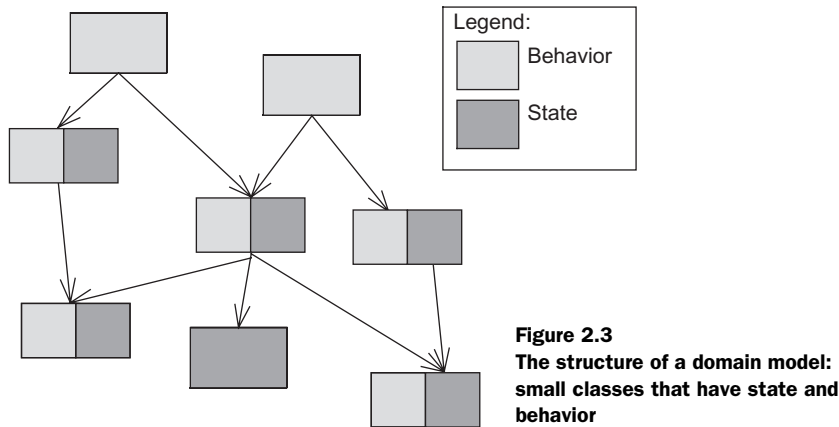 Legend:
Behavior
State
Figure 2.3
The structure of a domain model:
small classes that have state and
behavior